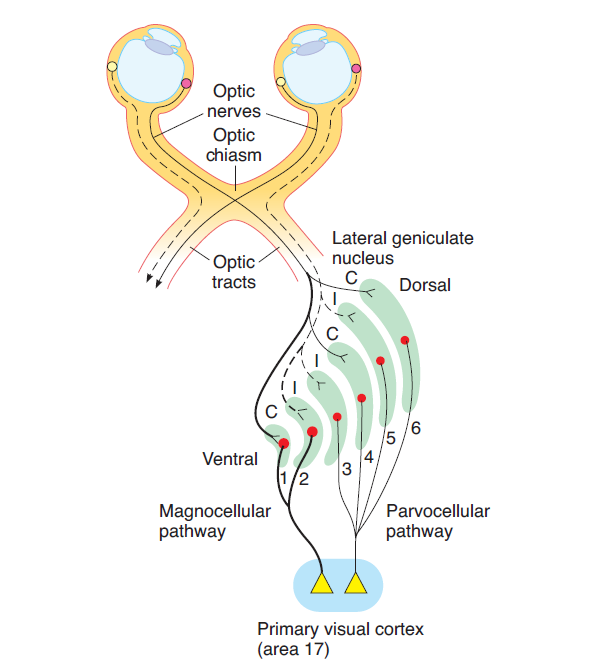 Optic
nerves
Optic
chiasm
Lateral geniculate
nucleus
Optic
tracts
C
Dorsal
I
C
I
I
C
6
5
4
Ventral
3
1
2
Magnocellular
pathway
Parvocellular
pathway
Primary visual cortex
(area 17)